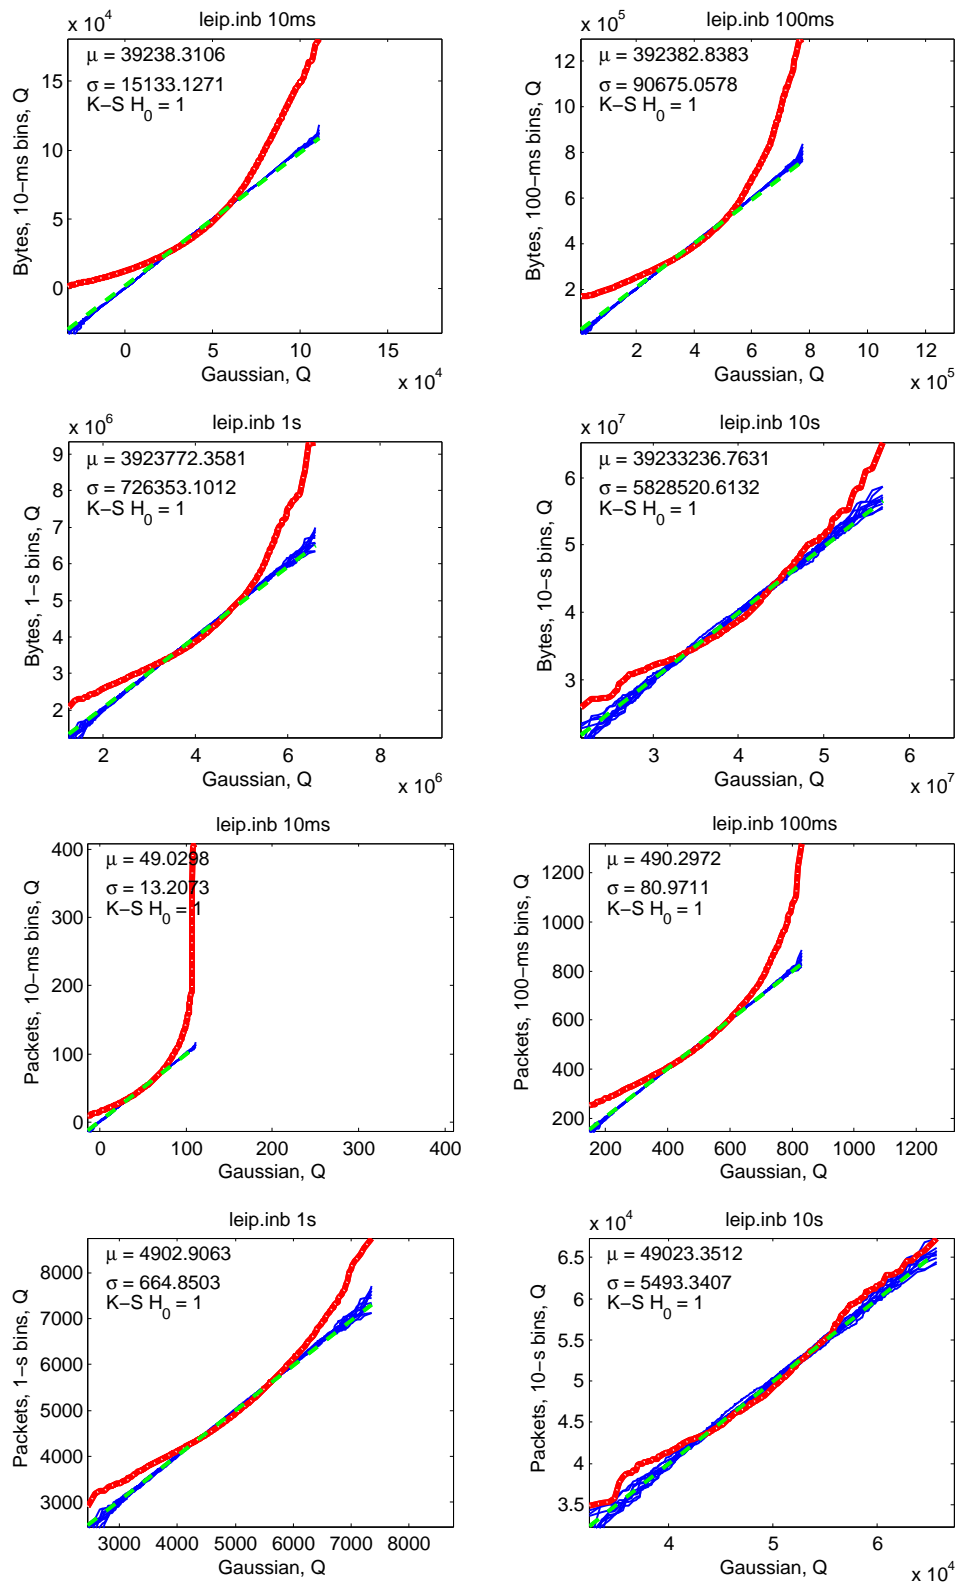 x 10^4
leip.inb 10ms
μ = 39238.3106
σ = 15133.1271
K−S H_0 = 1
Bytes, 10−ms bins, Q
15
10
5
0
0
5
10
15
Gaussian, Q
x 10^4
x 10^5
leip.inb 100ms
μ = 392382.8383
σ = 90675.0578
K−S H_0 = 1
Bytes, 100−ms bins, Q
12
10
8
6
4
2
2
4
6
8
10
12
Gaussian, Q
x 10^5
x 10^6
leip.inb 1s
μ = 3923772.3581
σ = 726353.1012
K−S H_0 = 1
Bytes, 1−s bins, Q
9
8
7
6
5
4
3
2
2
4
6
8
Gaussian, Q
x 10^6
x 10^7
leip.inb 10s
μ = 39233236.7631
σ = 5828520.6132
K−S H_0 = 1
Bytes, 10−s bins, Q
6
5
4
3
3
4
5
6
Gaussian, Q
x 10^7
leip.inb 10ms
μ = 49.0298
σ = 13.2073
K−S H_0 = 1
Packets, 10−ms bins, Q
400
300
200
100
0
0
100
200
300
400
Gaussian, Q
leip.inb 100ms
μ = 490.2972
σ = 80.9711
K−S H_0 = 1
Packets, 100−ms bins, Q
1200
1000
800
600
400
200
200
400
600
800
1000
1200
Gaussian, Q
leip.inb 1s
μ = 4902.9063
σ = 664.8503
K−S H_0 = 1
Packets, 1−s bins, Q
8000
7000
6000
5000
4000
3000
3000
4000
5000
6000
7000
8000
Gaussian, Q
x 10^4
leip.inb 10s
μ = 49023.3512
σ = 5493.3407
K−S H_0 = 1
Packets, 10−s bins, Q
6.5
6
5.5
5
4.5
4
3.5
4
5
6
Gaussian, Q
x 10^4